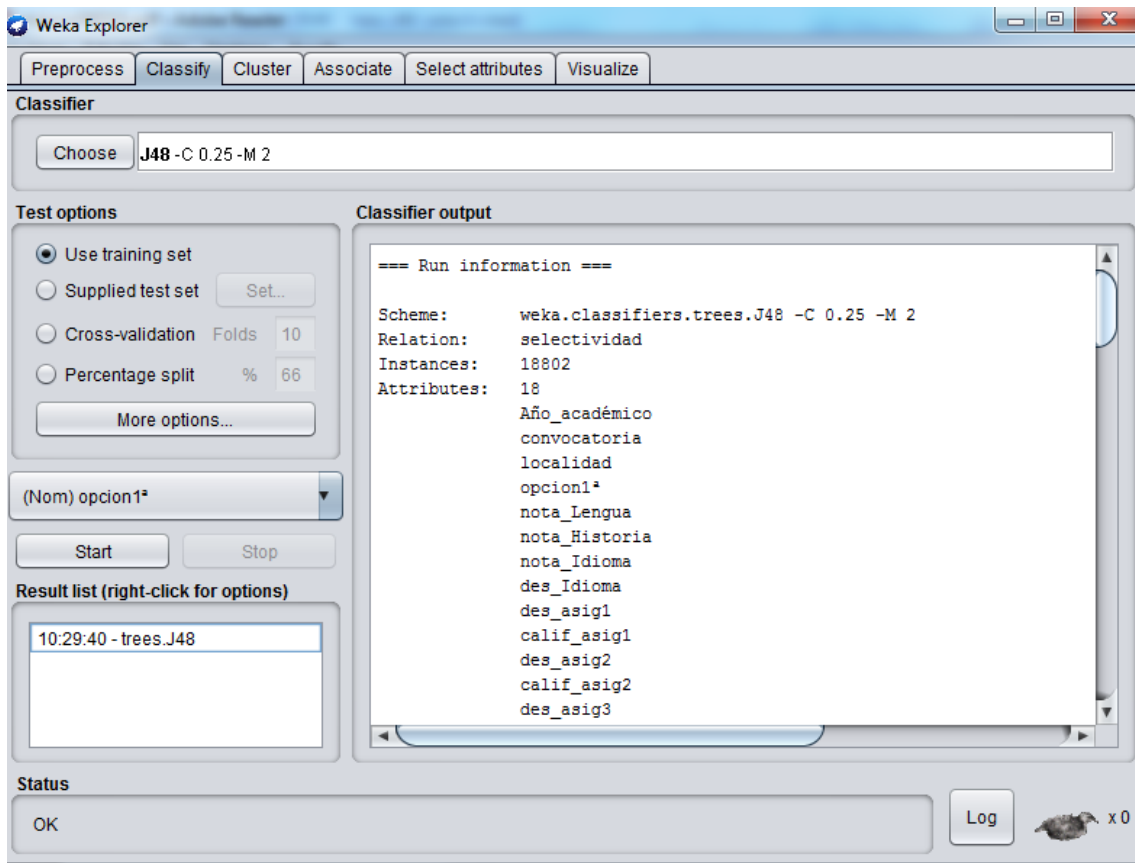 Weka Explorer
Preprocess Classify Cluster Associate Select attributes Visualize
Classifier
Choose J48 -C 0.25 -M 2
Test options
Use training set
Supplied test set Set...
Cross-validation Folds 10
Percentage split % 66
More options...
(Nom) opcion1ª
Start Stop
Result list (right-click for options)
10:29:40 - trees.J48
Classifier output
=== Run information ===
Scheme: weka.classifiers.trees.J48 -C 0.25 -M 2
Relation: selectividad
Instances: 18802
Attributes: 18
Año_académico
convocatoria
localidad
opcion1ª
nota_Lengua
nota_Historia
nota_Idioma
des_Idioma
des_asig1
calif_asig1
des_asig2
calif_asig2
des_asig3
Status
OK
Log x 0